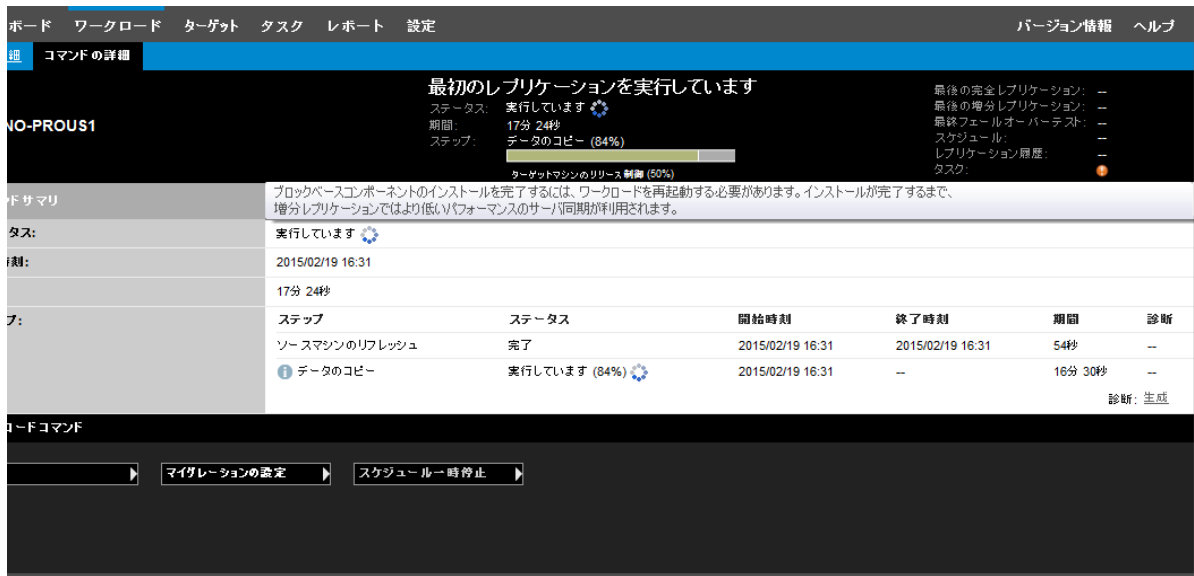 ボード ワークロード ターゲット タスク レポート 設定 バージョン情報 ヘルプ
細 コマンドの詳細
最初のレプリケーションを実行しています
ステータス: 実行しています
期間: 17分 24秒
ステップ: データのコピー (84%)
ターゲットマシンのリリース制御 (50%)
NO-PROUS1
最後の完全レプリケーション: --
最後の増分レプリケーション: --
最終フェールオーバーテスト: --
スケジュール: --
レプリケーション履歴: --
タスク:
ブロックベースコンポーネントのインストールを完了するには、ワークロードを再起動する必要があります。インストールが完了するまで、
増分レプリケーションではより低いパフォーマンスのサーバ同期が利用されます。
ンドサマリ
タス: 実行しています
時刻: 2015/02/19 16:31
17分 24秒
プ: ステップ ステータス 開始時刻 終了時刻 期間 診断
ソースマシンのリフレッシュ 完了 2015/02/19 16:31 2015/02/19 16:31 54秒 --
データのコピー 実行しています (84%) 2015/02/19 16:31 -- 16分 30秒 --
診断: 生成
ロードコマンド
マイグレーションの設定 スケジュール一時停止